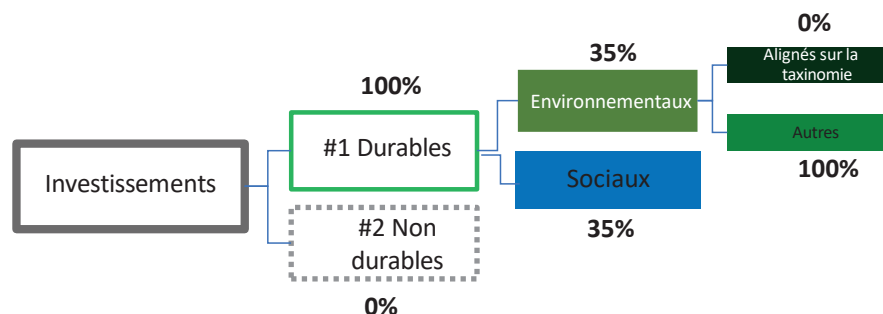 0%
35%
Alignés sur la
taxinomie
100%
Environnementaux
#1 Durables
Autres
Investissements
Sociaux
100%
#2 Non
durables
35%
0%